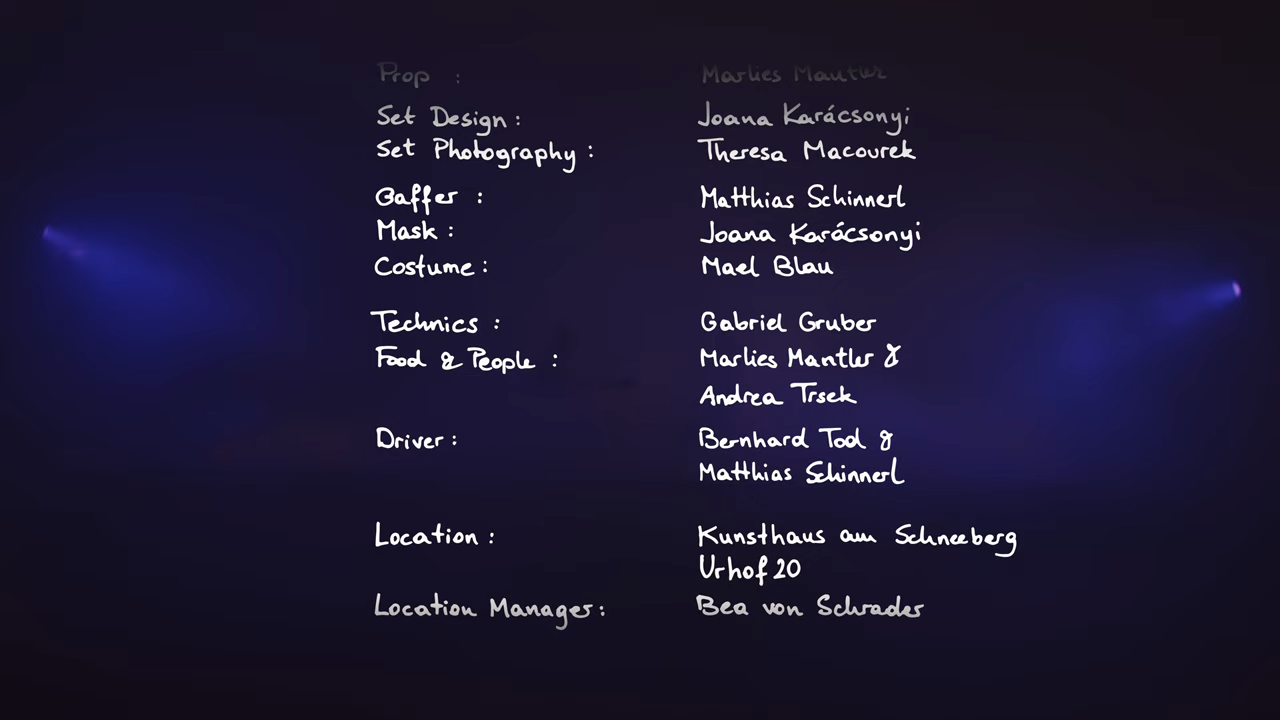 Prop : Marlies Mantler
Set Design : Joana Karácsonyi
Set Photography : Theresa Macourek
Gaffer : Matthias Schinnerl
Mask : Joana Karácsonyi
Costume : Mael Blau
Technics : Gabriel Gruber
Food & People : Marlies Mantler &
Andrea Trsek
Driver : Bernhard Tod &
Matthias Schinnerl
Location : Kunsthaus am Schneeberg
Urhof 20
Location Manager : Bea von Schrader